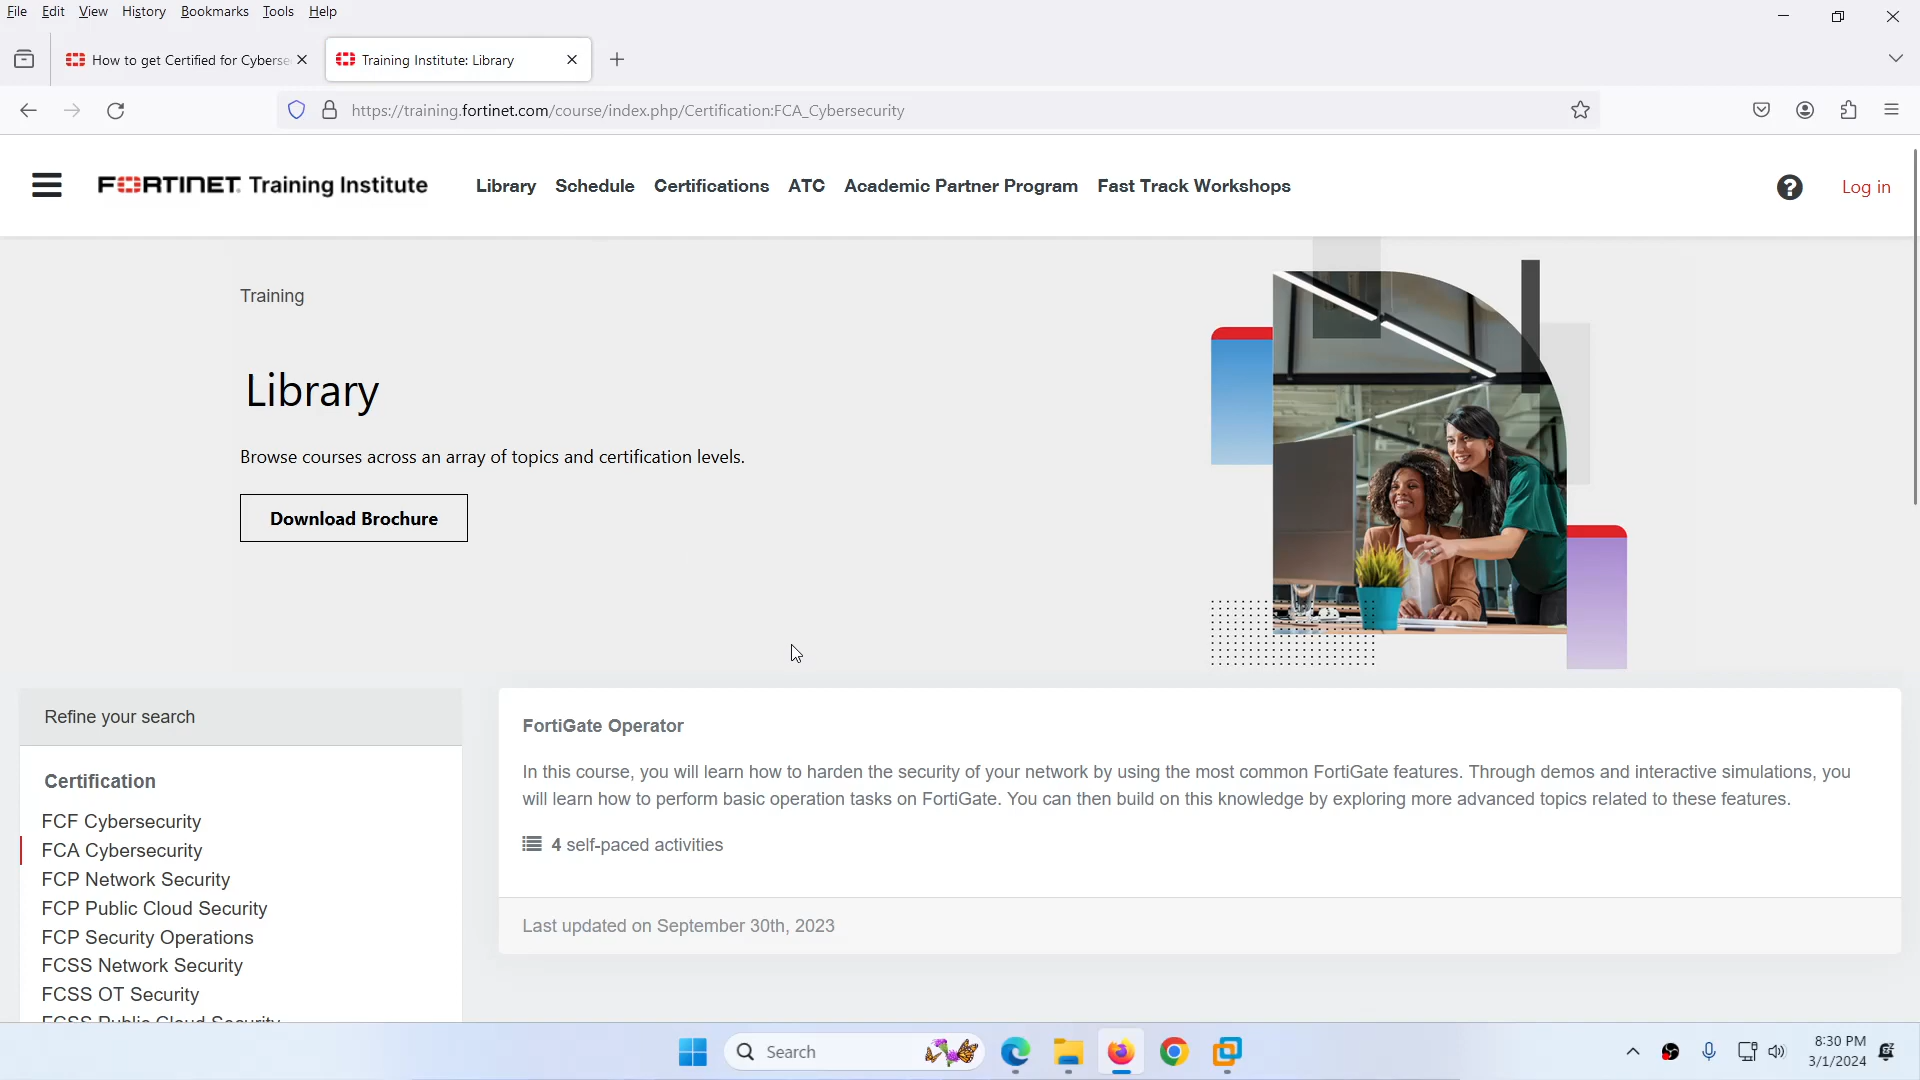 File Edit View History Bookmarks Tools Help
How to get Certified for Cyberse
Training Institute: Library
https://training.fortinet.com/course/index.php/Certification:FCA_Cybersecurity
FORTINET Training Institute
Library Schedule Certifications ATC Academic Partner Program Fast Track Workshops
Log in
Training
Library
Browse courses across an array of topics and certification levels.
Download Brochure
Refine your search
Certification
FCF Cybersecurity
FCA Cybersecurity
FCP Network Security
FCP Public Cloud Security
FCP Security Operations
FCSS Network Security
FCSS OT Security
FCSS Public Cloud Security
FortiGate Operator
In this course, you will learn how to harden the security of your network by using the most common FortiGate features. Through demos and interactive simulations, you
will learn how to perform basic operation tasks on FortiGate. You can then build on this knowledge by exploring more advanced topics related to these features.
4 self-paced activities
Last updated on September 30th, 2023
Search
8:30 PM
3/1/2024